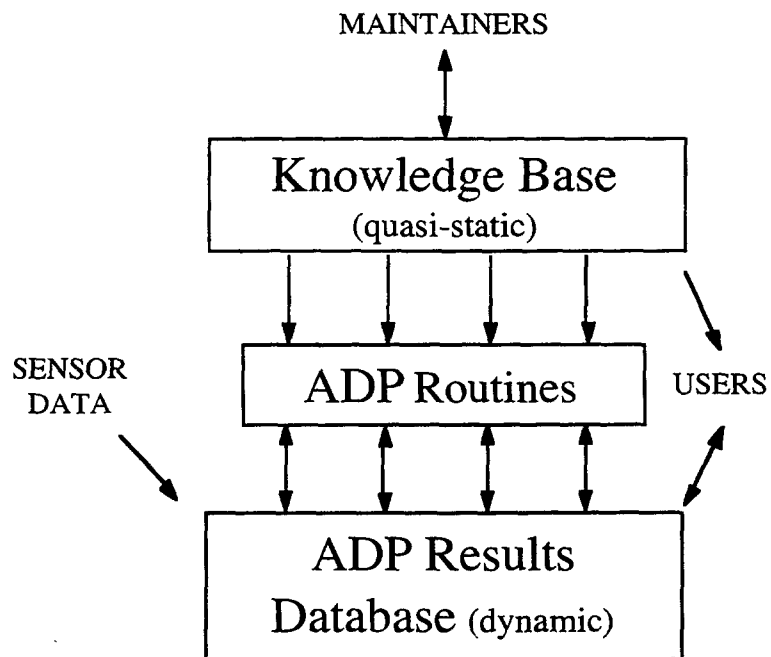 MAINTAINERS
Knowledge Base
(quasi-static)
SENSOR
DATA
ADP Routines
USERS
ADP Results
Database (dynamic)